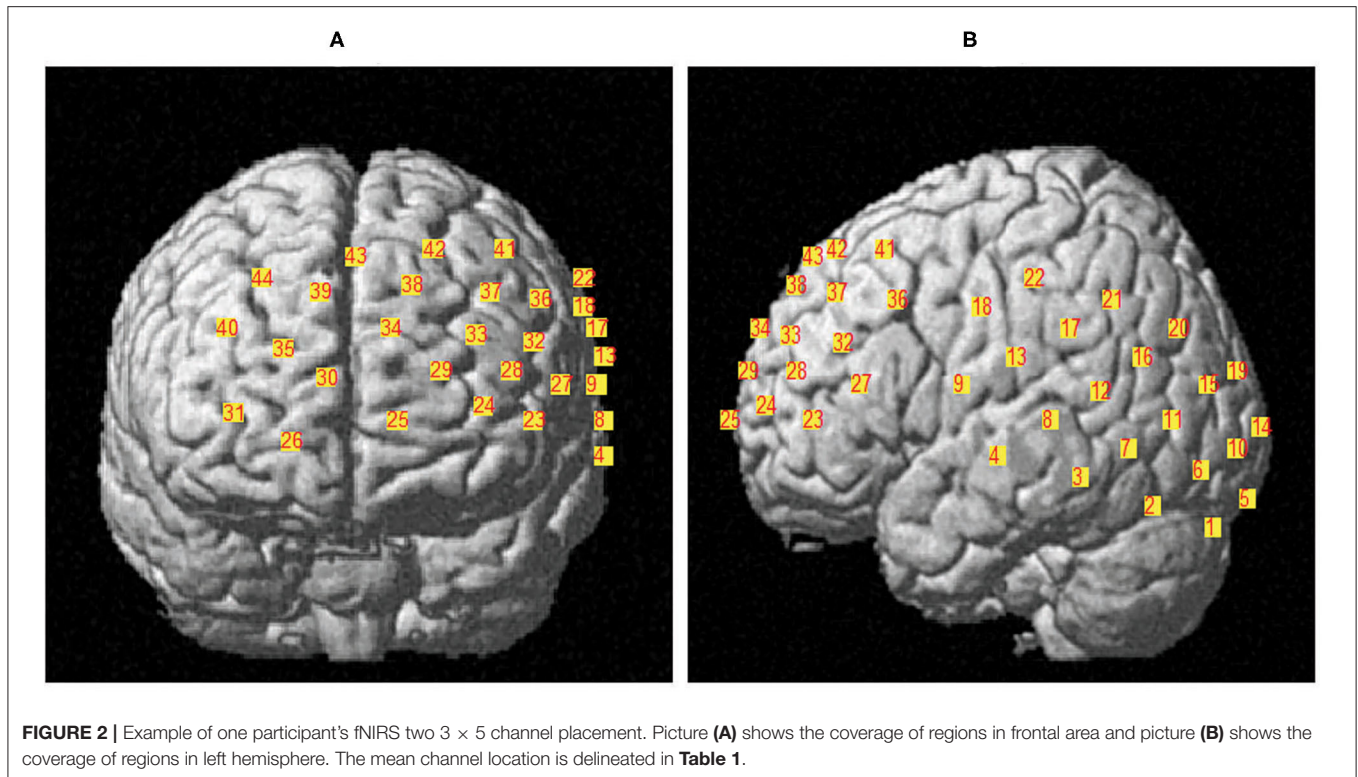 A
B
43 42 41
44 39 38 37 36 22
18
40 34 33 32 17
35 13
30 29 28 27 9
31 25 24 23 8
26 4
43 42 41
38 37 36 18 22 21
34 33 32 17 20
13 16
29 28 27 9 12 15 19
25 24 23 8 11 14
4 7 10
3 6
2 5
1
FIGURE 2 | Example of one participant's fNIRS two 3 × 5 channel placement. Picture (A) shows the coverage of regions in frontal area and picture (B) shows the
coverage of regions in left hemisphere. The mean channel location is delineated in Table 1.